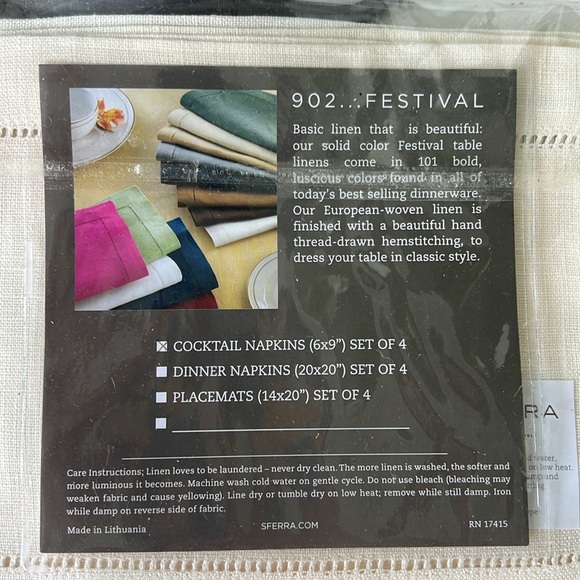 902...FESTIVAL
Basic linen that is beautiful:
our solid color Festival table
linens come in 101 bold,
luscious colors found in all of
today's best selling dinnerware.
Our European-woven linen is
finished with a beautiful hand
thread-drawn hemstitching, to
dress your table in classic style.
COCKTAIL NAPKINS (6x9") SET OF 4
DINNER NAPKINS (20x20") SET OF 4
PLACEMATS (14x20") SET OF 4
Care Instructions; Linen loves to be laundered – never dry clean. The more linen is washed, the softer and
more luminous it becomes. Machine wash cold water on gentle cycle. Do not use bleach (bleaching may
weaken fabric and cause yellowing). Line dry or tumble dry on low heat; remove while still damp. Iron
while damp on reverse side of fabric.
Made in Lithuania SFERRA.COM RN 17415
RA
on low heat.